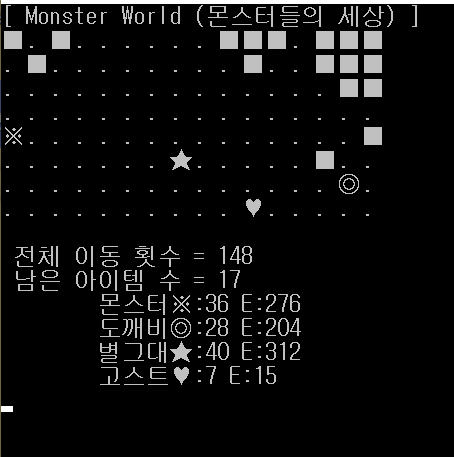 [ Monster World (몬스터들의 세상) ]
■ . ■ . . . . . . ■ ■ ■ . ■ ■ ■
. ■ . . . . . . . . ■ . . ■ ■ ■
. . . . . . . . . . . . . . ■ ■
. . . . . . . . . . . . . . . .
※ . . . . . . . . . . . . . . ■
. . . . . . . ★ . . . . . ■ . .
. . . . . . . . . . . . . . ◎ .
. . . . . . . . . . ♥ . . . . .
전체 이동 횟수 = 148
남은 아이템 수 = 17
몬스터※:36 E:276
도깨비◎:28 E:204
별그대★:40 E:312
고스트♥:7 E:15